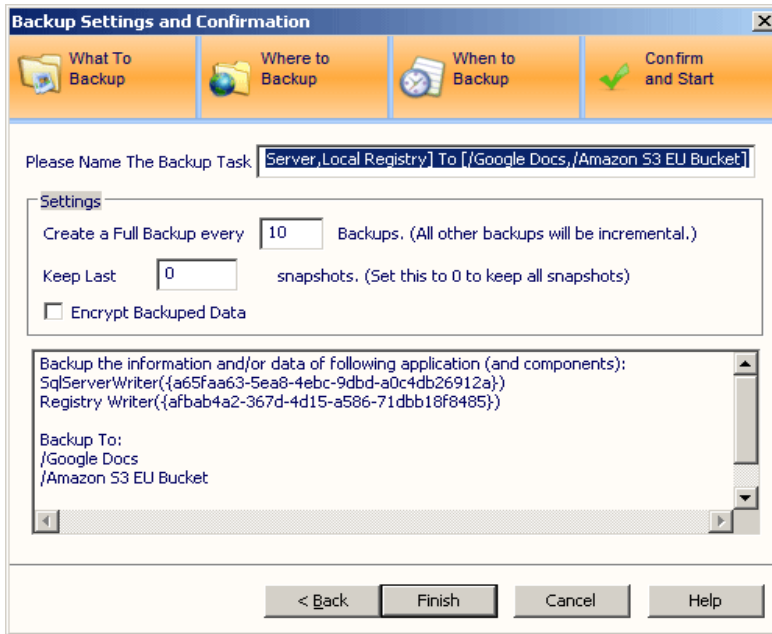 Backup Settings and Confirmation
What To Backup
Where to Backup
When to Backup
Confirm and Start
Please Name The Backup Task Server,Local Registry] To [/Google Docs,/Amazon S3 EU Bucket]
Settings
Create a Full Backup every 10 Backups. (All other backups will be incremental.)
Keep Last 0 snapshots. (Set this to 0 to keep all snapshots)
Encrypt Backuped Data
Backup the information and/or data of following application (and components):
SqlServerWriter({a65faa63-5ea8-4ebc-9dbd-a0c4db26912a})
Registry Writer({afbab4a2-367d-4d15-a586-71dbb18f8485})
Backup To:
/Google Docs
/Amazon S3 EU Bucket
< Back Finish Cancel Help